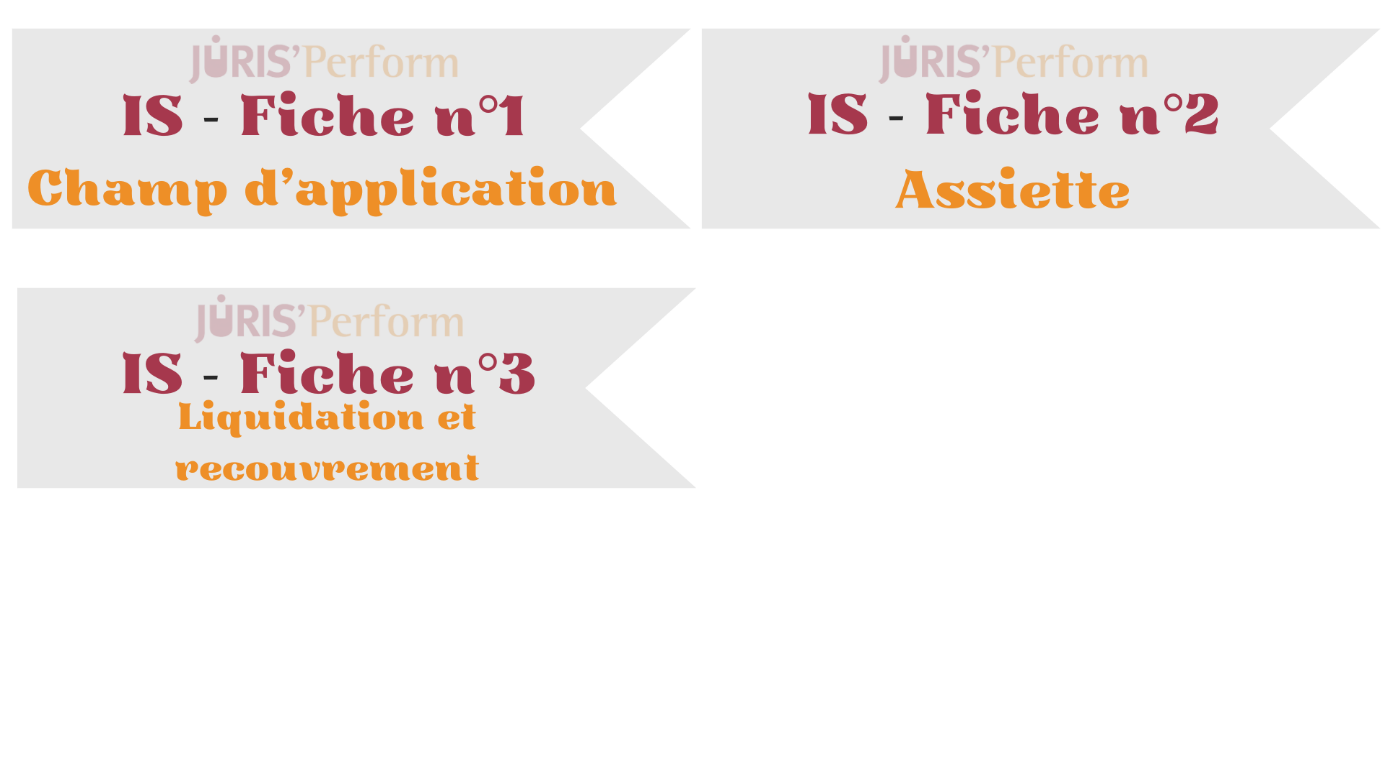 JURIS'Perform
IS - Fiche n°1
Champ d'application
JURIS'Perform
IS - Fiche n°2
Assiette
JURIS'Perform
IS - Fiche n°3
Liquidation et
recouvrement